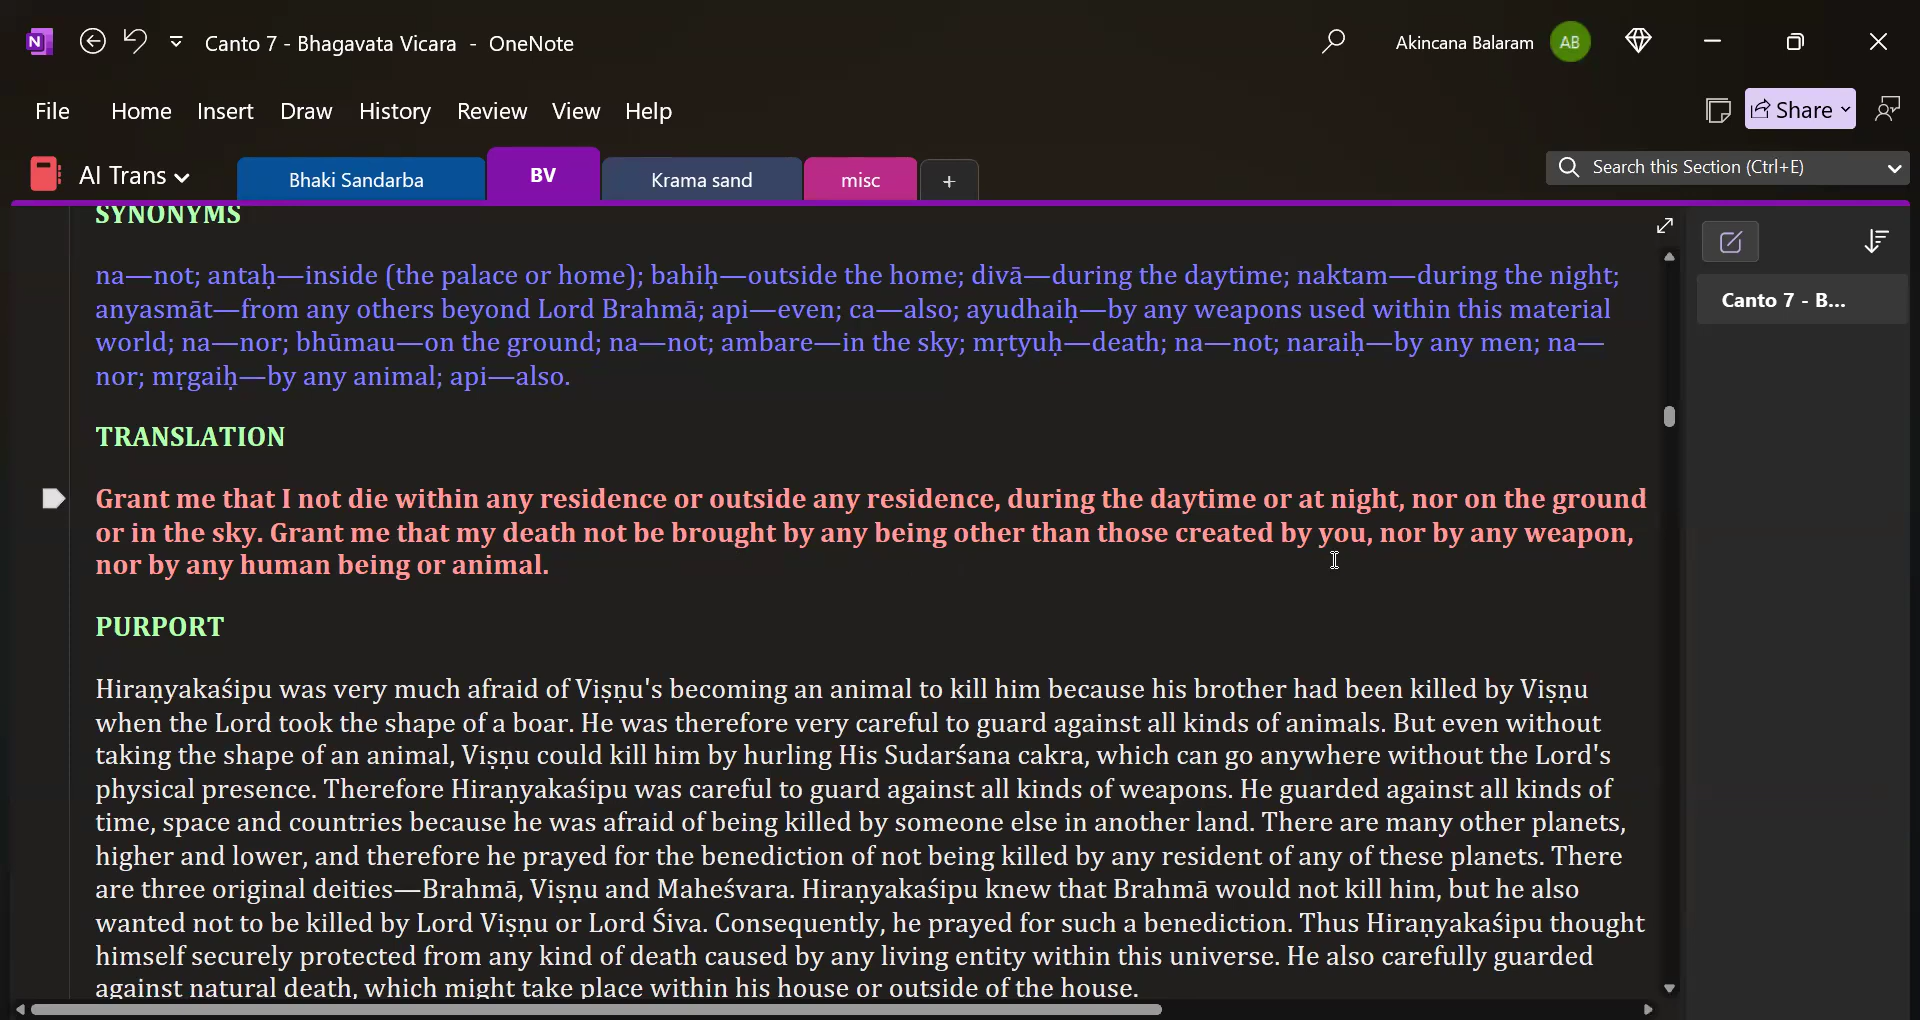 Canto 7 - Bhagavata Vicara - OneNote
Akincana Balaram AB
File Home Insert Draw History Review View Help
Share
AI Trans
Bhaki Sandarba BV Krama sand misc +
Search this Section (Ctrl+E)
Canto 7 - B...
SYNONYMS
na—not; antaḥ—inside (the palace or home); bahiḥ—outside the home; divā—during the daytime; naktam—during the night;
anyasmāt—from any others beyond Lord Brahmā; api—even; ca—also; ayudhaiḥ—by any weapons used within this material
world; na—nor; bhūmau—on the ground; na—not; ambare—in the sky; mṛtyuḥ—death; na—not; naraiḥ—by any men; na—
nor; mṛgaiḥ—by any animal; api—also.
TRANSLATION
Grant me that I not die within any residence or outside any residence, during the daytime or at night, nor on the ground
or in the sky. Grant me that my death not be brought by any being other than those created by you, nor by any weapon,
nor by any human being or animal.
PURPORT
Hiraṇyakaśipu was very much afraid of Viṣṇu's becoming an animal to kill him because his brother had been killed by Viṣṇu
when the Lord took the shape of a boar. He was therefore very careful to guard against all kinds of animals. But even without
taking the shape of an animal, Viṣṇu could kill him by hurling His Sudarśana cakra, which can go anywhere without the Lord's
physical presence. Therefore Hiraṇyakaśipu was careful to guard against all kinds of weapons. He guarded against all kinds of
time, space and countries because he was afraid of being killed by someone else in another land. There are many other planets,
higher and lower, and therefore he prayed for the benediction of not being killed by any resident of any of these planets. There
are three original deities—Brahmā, Viṣṇu and Maheśvara. Hiraṇyakaśipu knew that Brahmā would not kill him, but he also
wanted not to be killed by Lord Viṣṇu or Lord Śiva. Consequently, he prayed for such a benediction. Thus Hiraṇyakaśipu thought
himself securely protected from any kind of death caused by any living entity within this universe. He also carefully guarded
against natural death, which might take place within his house or outside of the house.